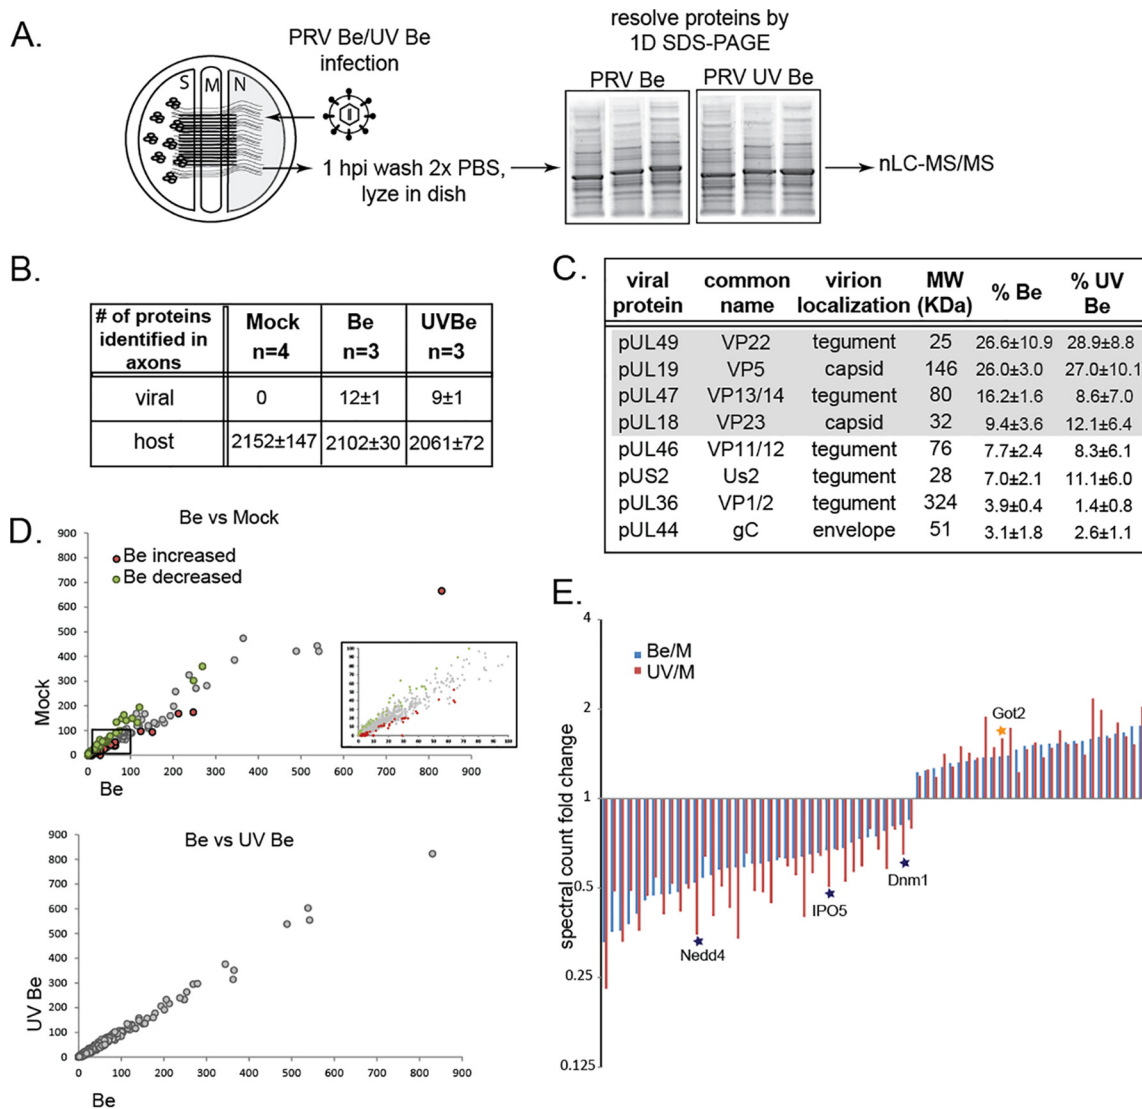 A.
PRV Be/UV Be
infection
S M N
1 hpi wash 2x PBS,
lyze in dish
resolve proteins by
1D SDS-PAGE
PRV Be
PRV UV Be
nLC-MS/MS
B.
# of proteins identified in axons Mock n=4 Be n=3 UVBe n=3
viral 0 12±1 9±1
host 2152±147 2102±30 2061±72
C.
viral protein common name virion localization MW (KDa) % Be % UV Be
pUL49 VP22 tegument 25 26.6±10.9 28.9±8.8
pUL19 VP5 capsid 146 26.0±3.0 27.0±10.1
pUL47 VP13/14 tegument 80 16.2±1.6 8.6±7.0
pUL18 VP23 capsid 32 9.4±3.6 12.1±6.4
pUL46 VP11/12 tegument 76 7.7±2.4 8.3±6.1
pUS2 Us2 tegument 28 7.0±2.1 11.1±6.0
pUL36 VP1/2 tegument 324 3.9±0.4 1.4±0.8
pUL44 gC envelope 51 3.1±1.8 2.6±1.1
D.
Be vs Mock
Be increased
Be decreased
900
800
700
600
500
400
300
200
100
0
Mock
0 100 200 300 400 500 600 700 800 900
Be
Be vs UV Be
900
800
700
600
500
400
300
200
100
0
UV Be
0 100 200 300 400 500 600 700 800 900
Be
E.
4
2
1
0.5
0.25
0.125
spectral count fold change
Be/M
UV/M
Got2
Dnm1
IPO5
Nedd4